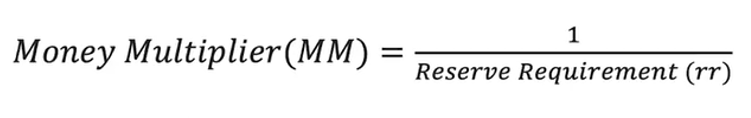 Money Multiplier(MM) = 1 / Reserve Requirement (rr)